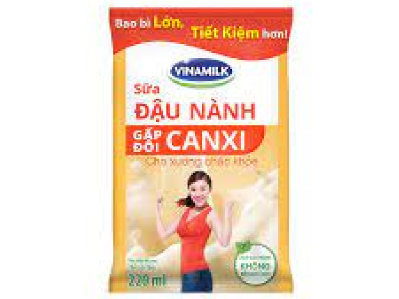 Bao bì Lớn,
Tiết Kiệm hơn!
VINAMILK
Sữa
ĐẬU NÀNH
GẤP ĐÔI CANXI
Cho xương chắc khỏe
KHÔNG
220 ml